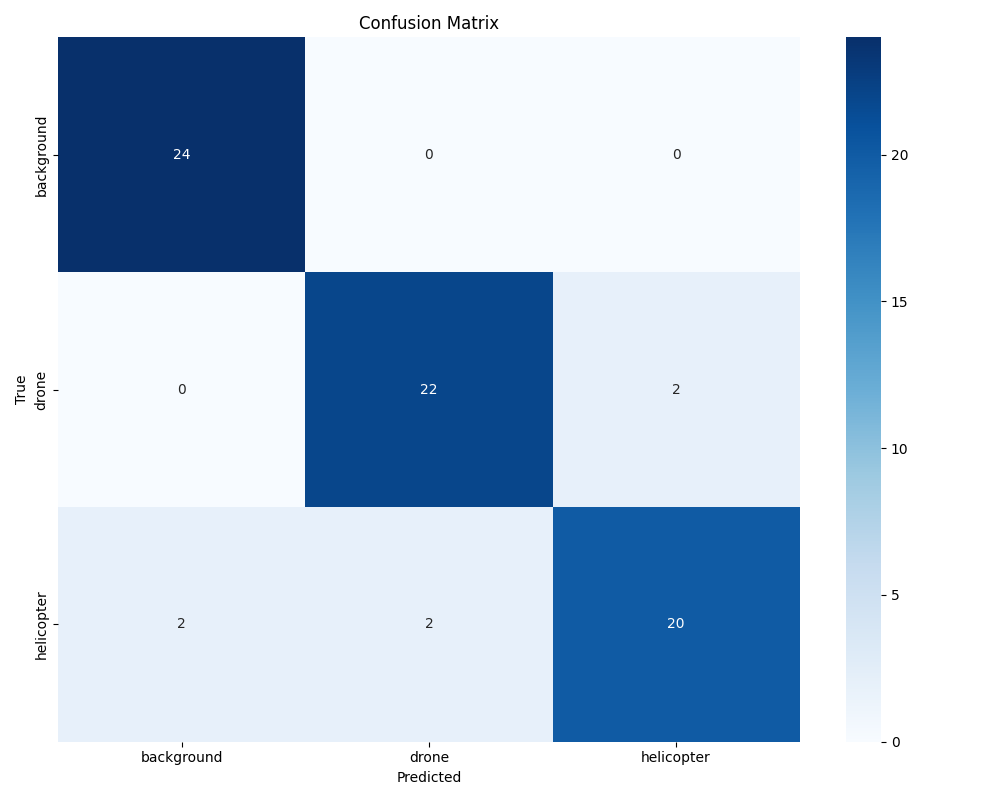 Confusion Matrix
background
24
0
0
20
15
True
drone
0
22
2
10
5
helicopter
2
2
20
0
background
drone
helicopter
Predicted